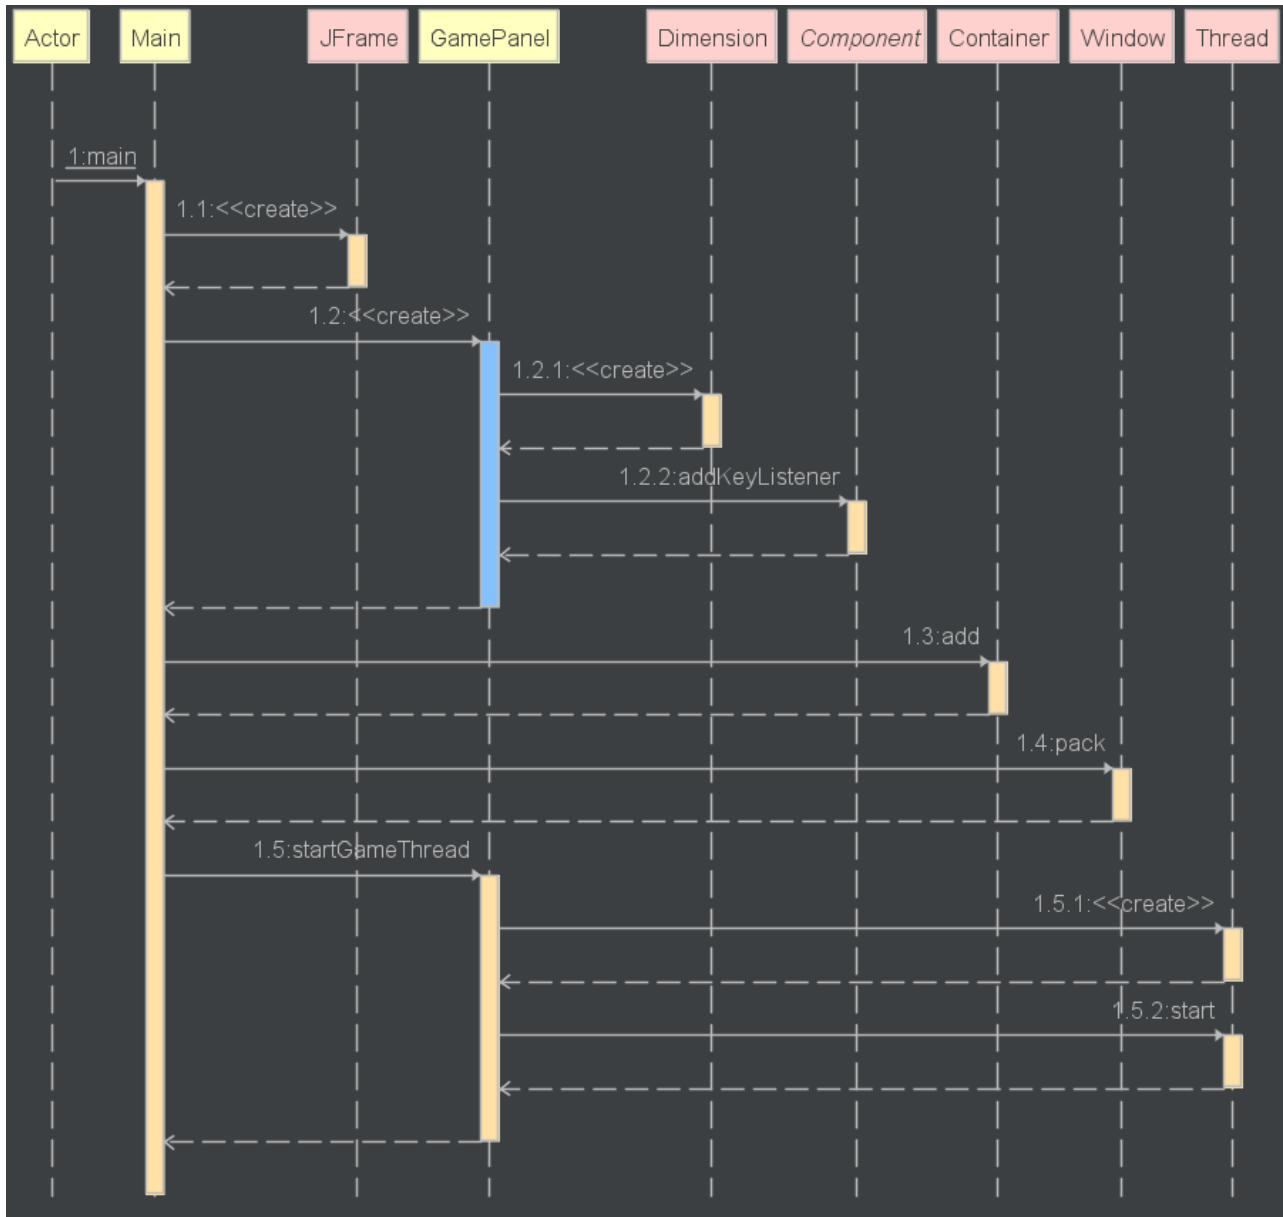 Actor Main JFrame GamePanel Dimension Component Container Window Thread
1:main
1.1:<<create>>
1.2:<<create>>
1.2.1:<<create>>
1.2.2:addKeyListener
1.3:add
1.4:pack
1.5:startGameThread
1.5.1:<<create>>
1.5.2:start